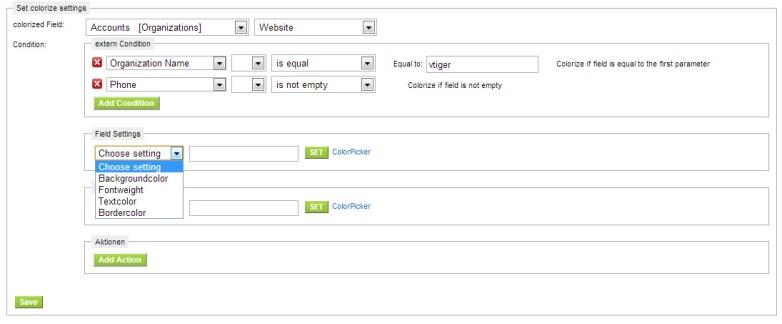 Set colorize settings
colorized Field: Accounts [Organizations] Website
Condition: extern Condition
Organization Name is equal Equal to: vtiger Colorize if field is equal to the first parameter
Phone is not empty Colorize if field is not empty
Add Condition
Field Settings
Choose setting SET ColorPicker
Choose setting
Backgroundcolor
Fontweight
Textcolor
Bordercolor
SET ColorPicker
Aktionen
Add Action
Save